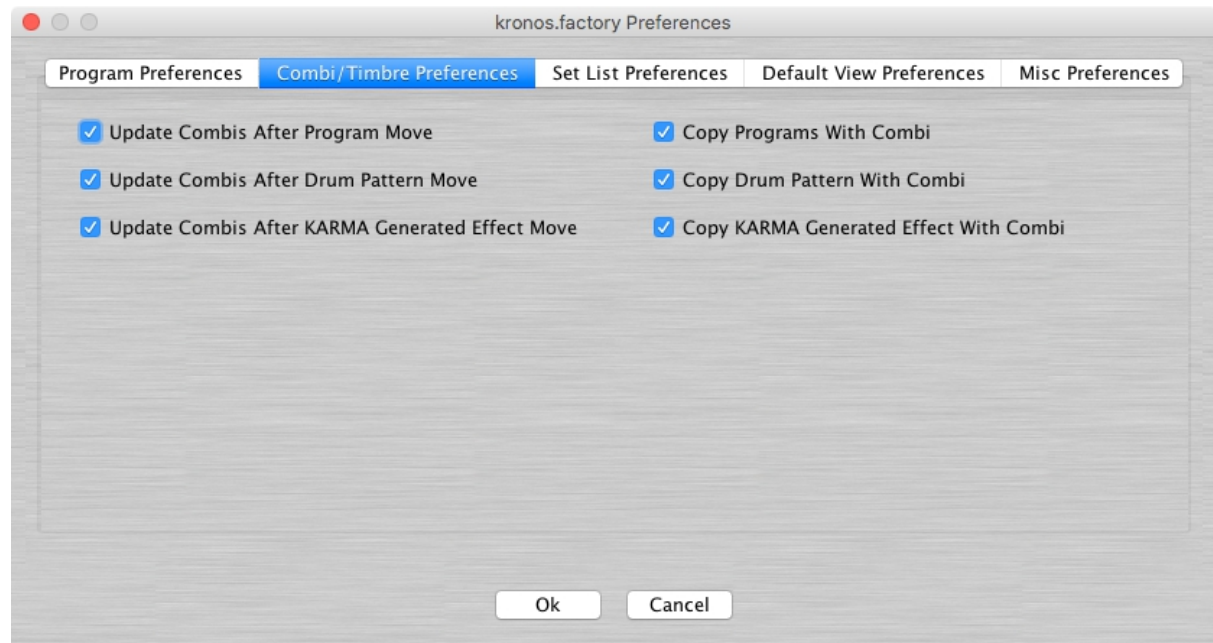 kronos.factory Preferences
Program Preferences Combi/Timbre Preferences Set List Preferences Default View Preferences Misc Preferences
Update Combis After Program Move Copy Programs With Combi
Update Combis After Drum Pattern Move Copy Drum Pattern With Combi
Update Combis After KARMA Generated Effect Move Copy KARMA Generated Effect With Combi
Ok Cancel